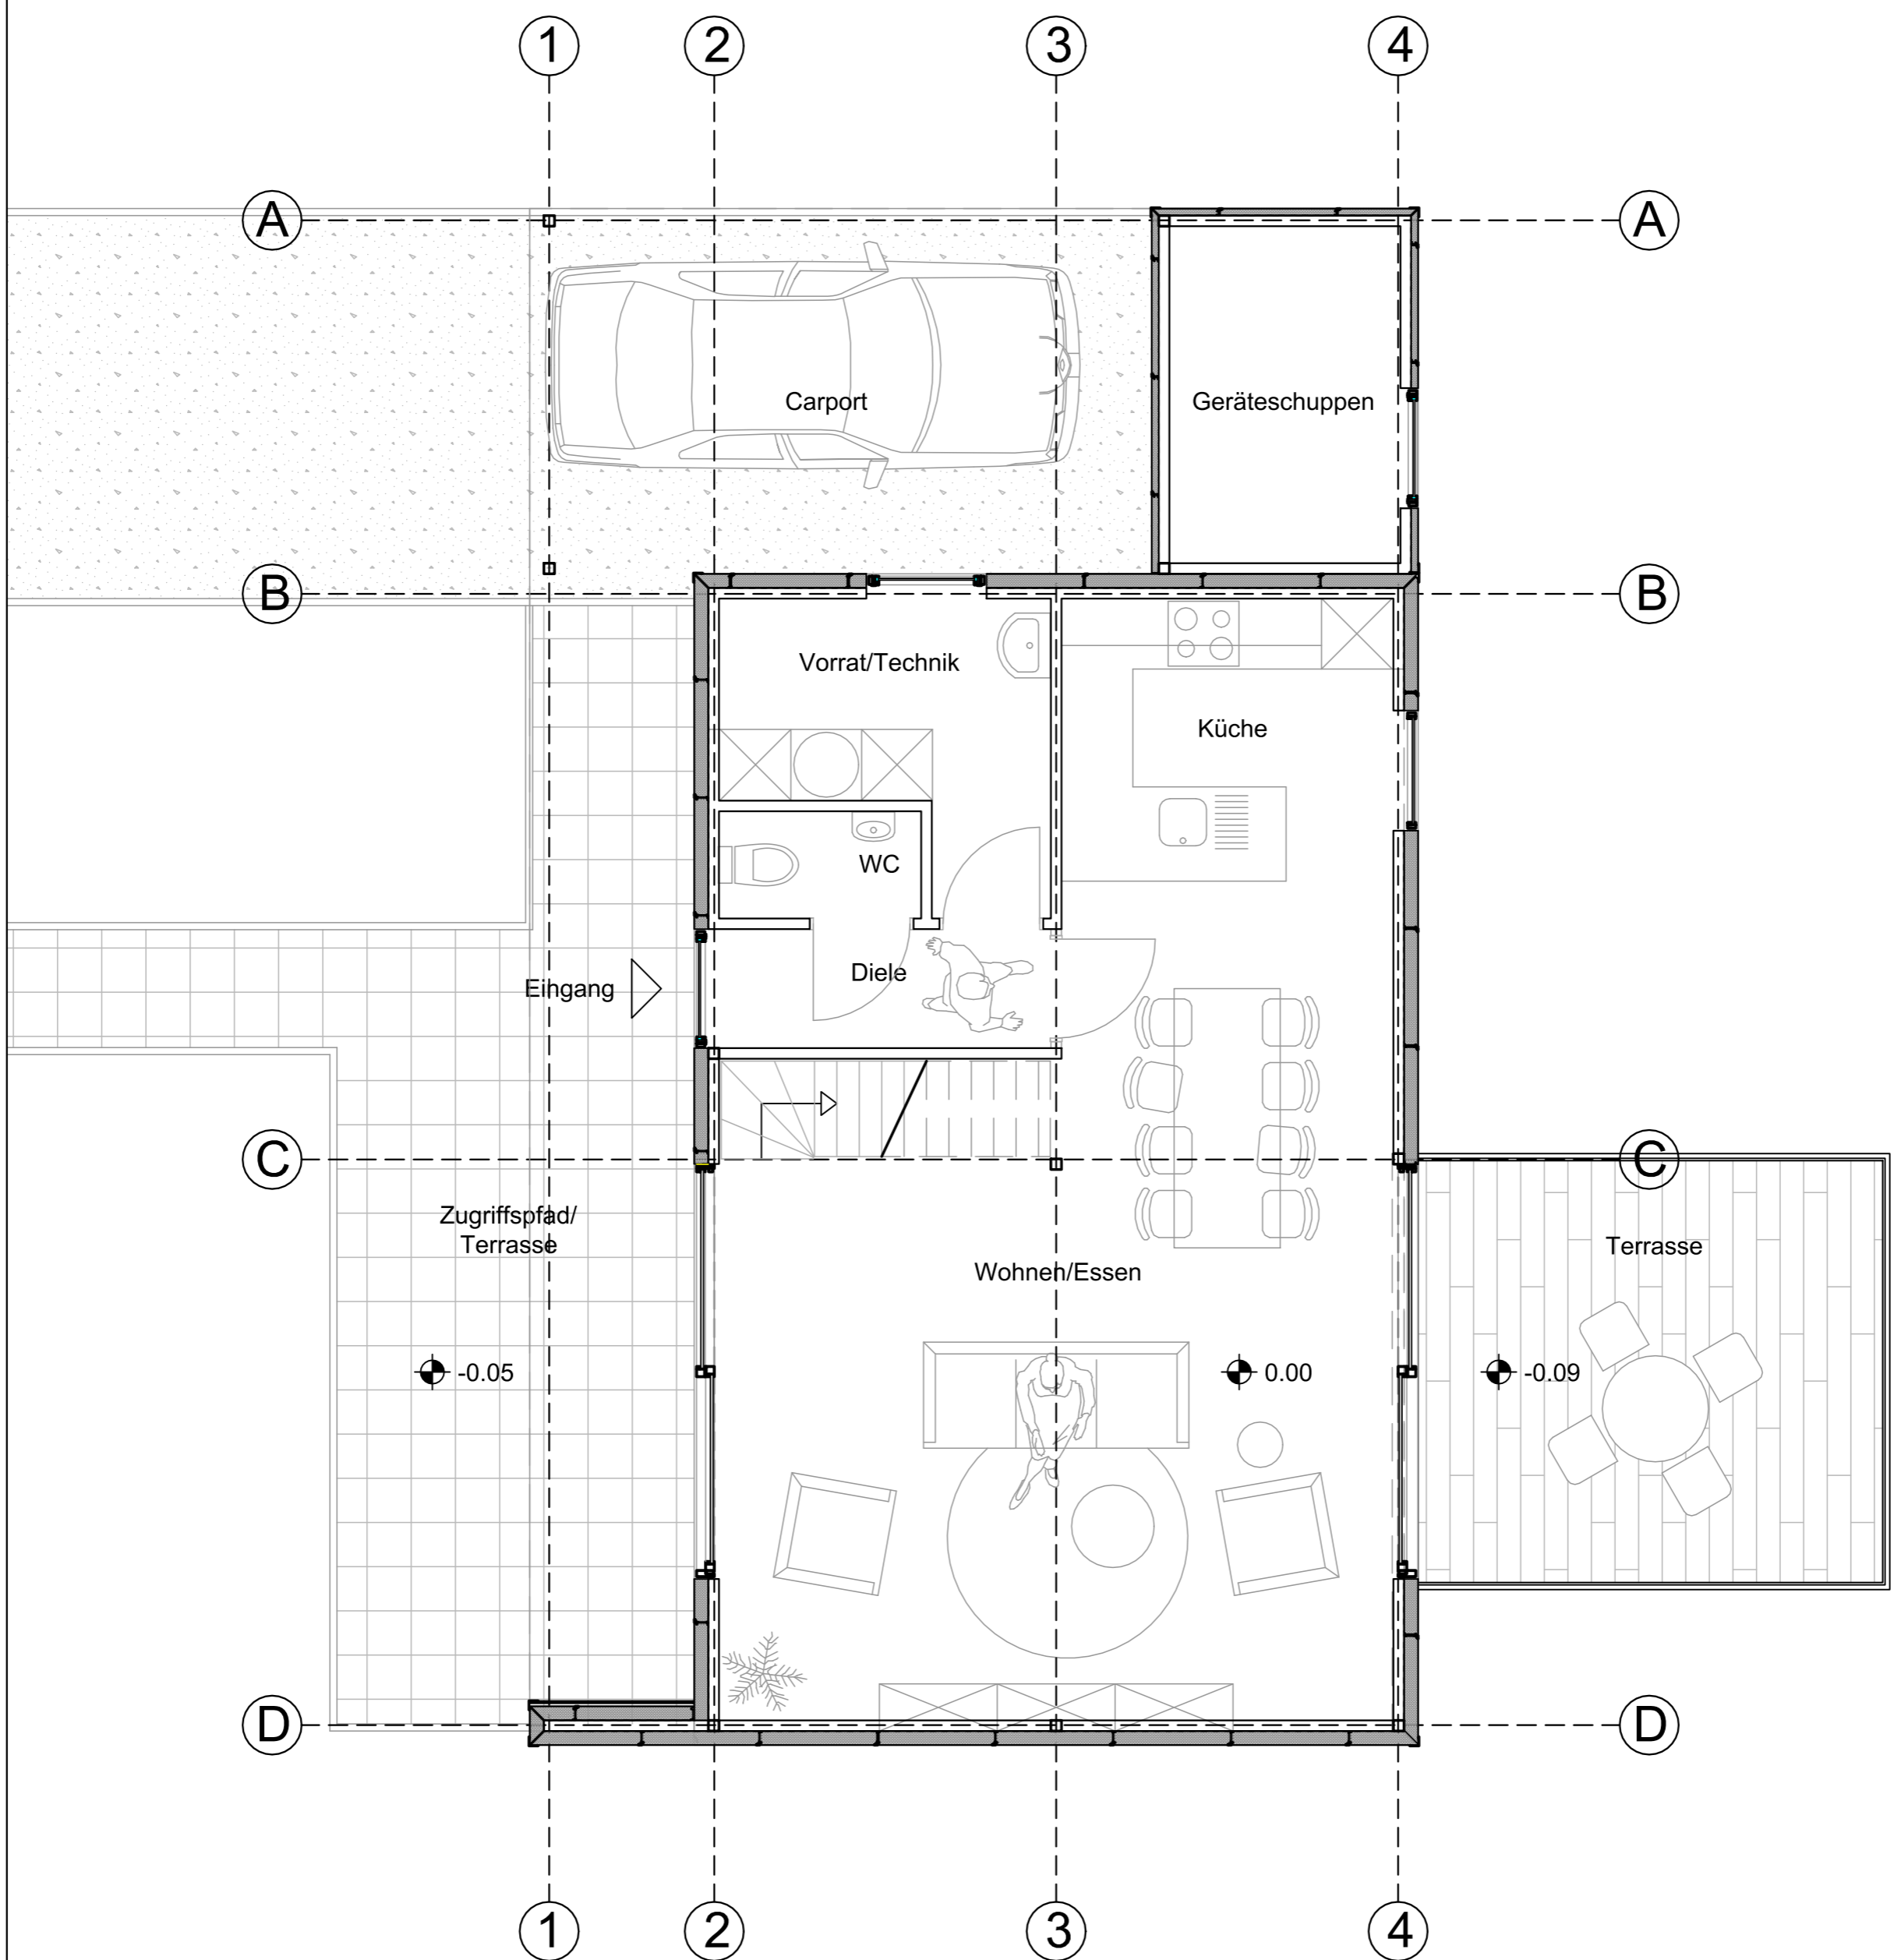 1 2 3 4
A A
Carport Geräteschuppen
B B
Vorrat/Technik
Küche
WC
Diele
Eingang
C C
Zugriffspfad/
Terrasse
Terrasse
Wohnen/Essen
-0.05 0.00 -0.09
D D
1 2 3 4